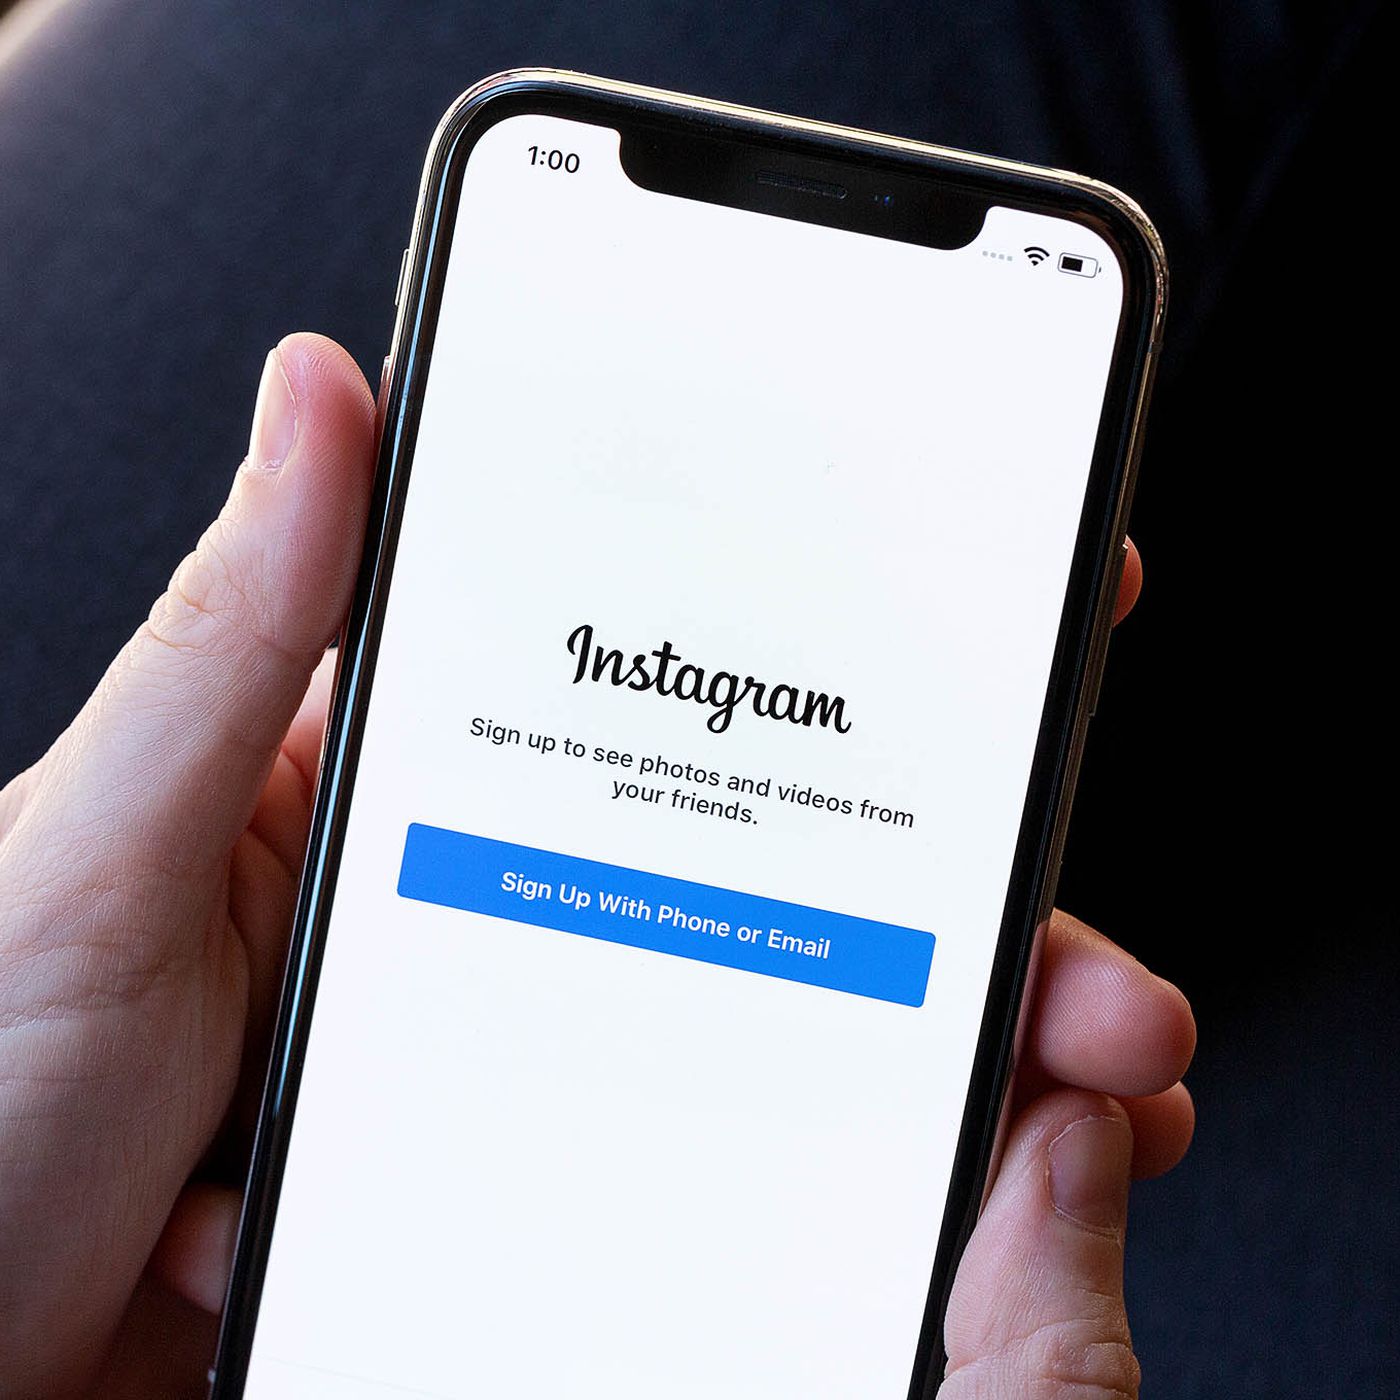 1:00
Instagram
Sign up to see photos and videos from
your friends.
Sign Up With Phone or Email